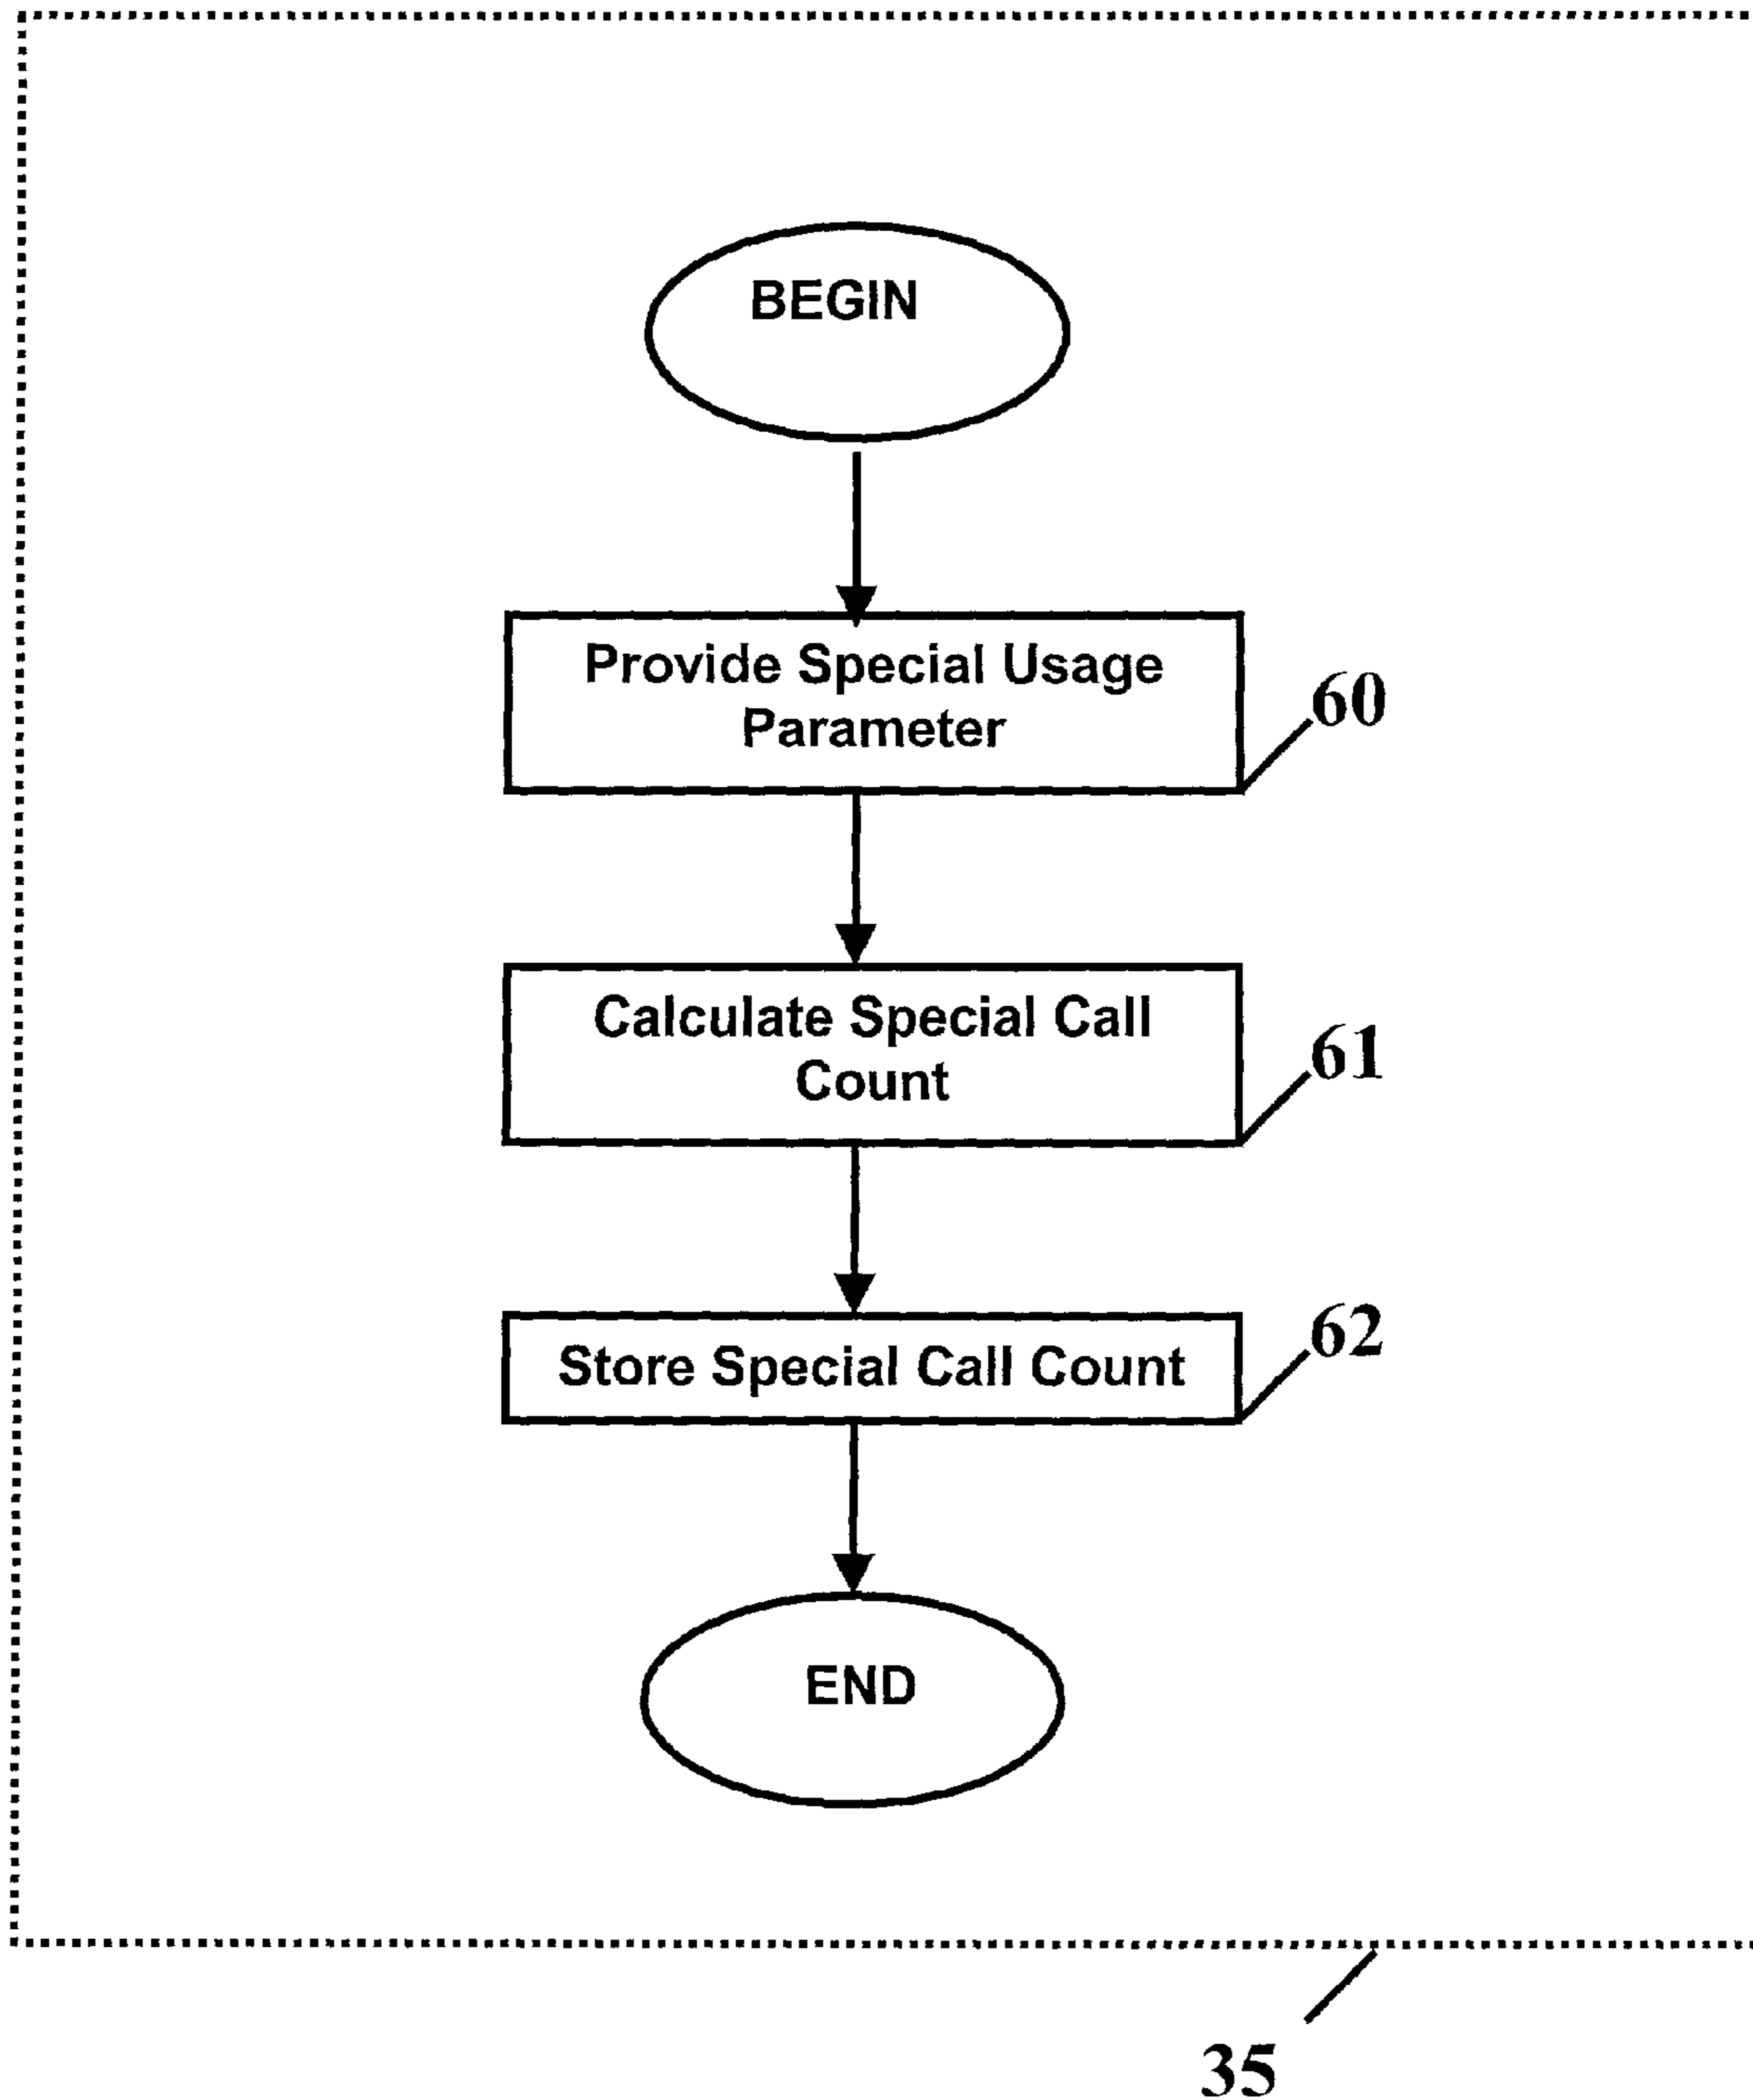 BEGIN
Provide Special Usage
Parameter
60
Calculate Special Call
Count
61
Store Special Call Count
62
END
35